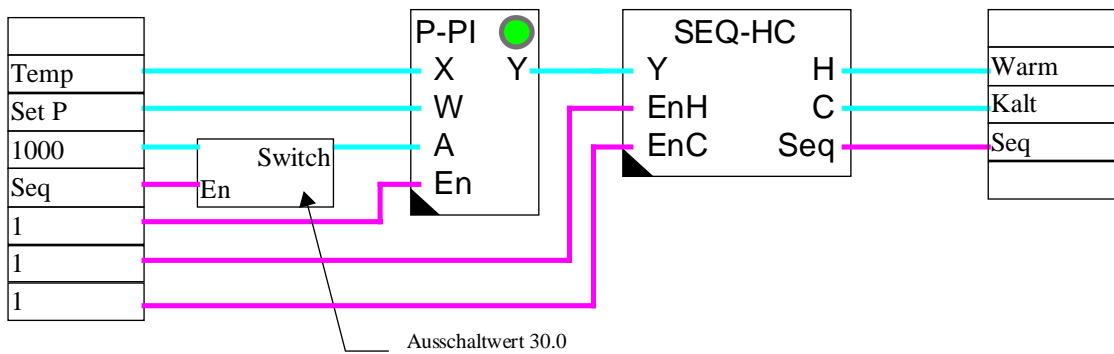 Temp
Set P
1000
Seq
1
1
1
Switch
En
P-PI
X Y
W
A
En
SEQ-HC
Y H
EnH C
EnC Seq
Warm
Kalt
Seq
Ausschaltwert 30.0